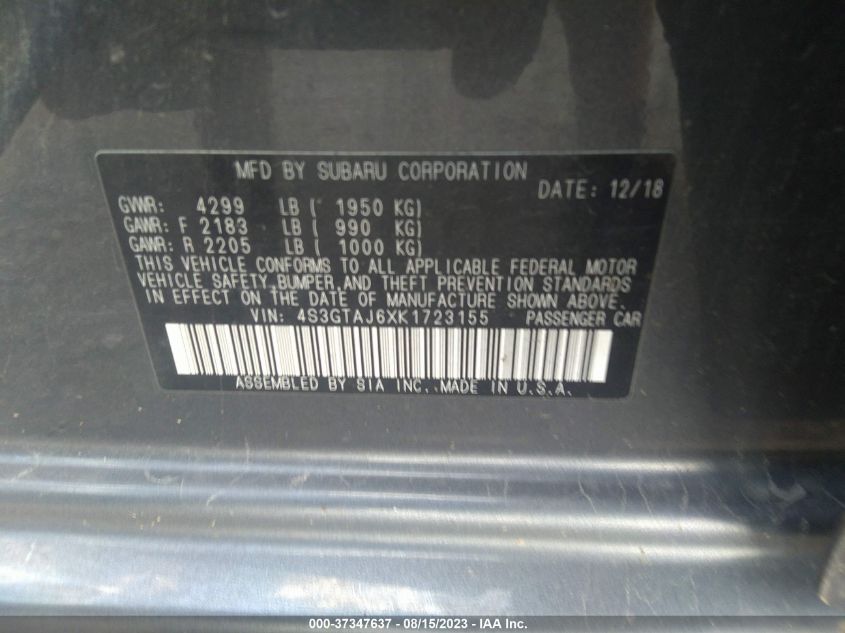 MFD BY SUBARU CORPORATION
DATE: 12/18
GVWR: 4299 LB ( 1950 KG)
GAWR: F 2183 LB ( 990 KG)
GAWR: R 2205 LB ( 1000 KG)
THIS VEHICLE CONFORMS TO ALL APPLICABLE FEDERAL MOTOR
VEHICLE SAFETY,BUMPER,AND THEFT PREVENTION STANDARDS
IN EFFECT ON THE DATE OF MANUFACTURE SHOWN ABOVE.
VIN: 4S3GTAJ6XK1723155 PASSENGER CAR
ASSEMBLED BY SIA INC.,MADE IN U.S.A.
000-37347637 - 08/15/2023 - IAA Inc.